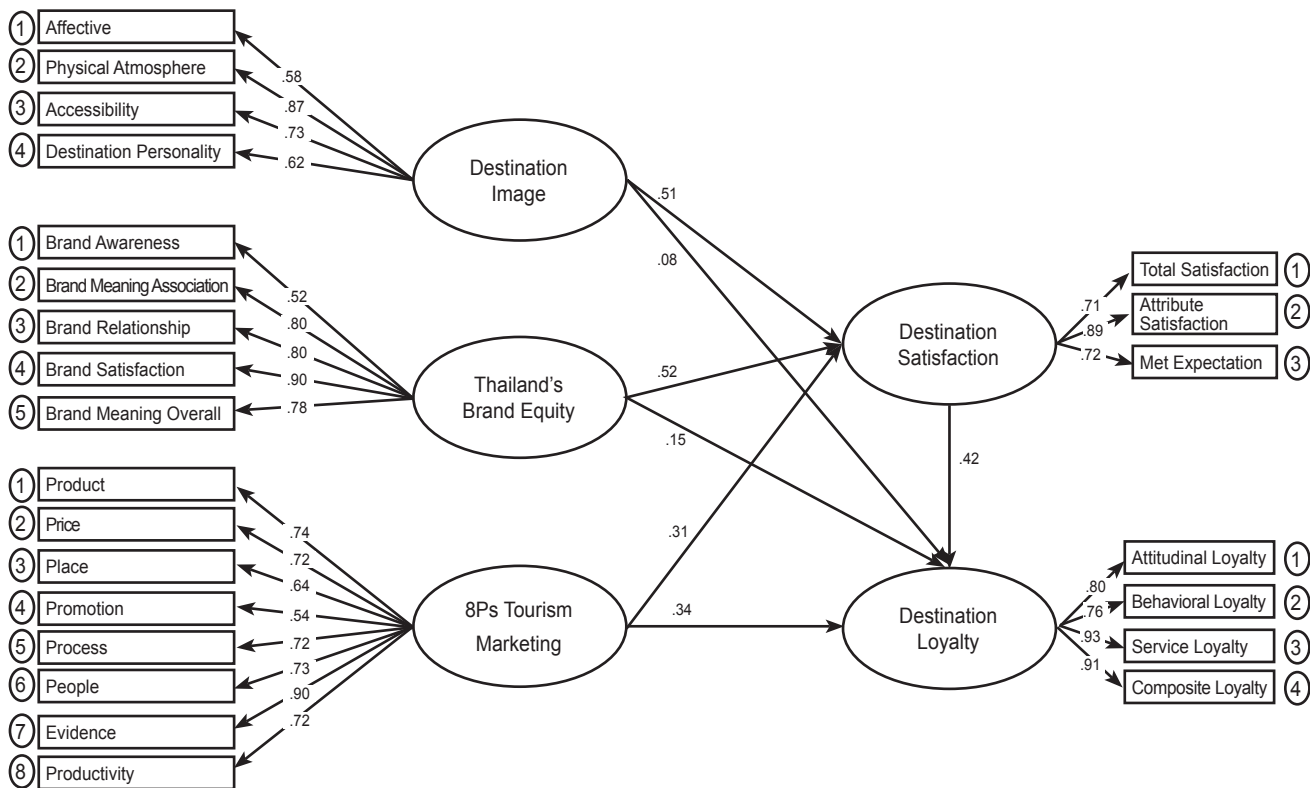 1 Affective
2 Physical Atmosphere
3 Accessibility
4 Destination Personality
.58
.87
.73
.62
Destination
Image
.51
.08
1 Brand Awareness
2 Brand Meaning Association
3 Brand Relationship
4 Brand Satisfaction
5 Brand Meaning Overall
.52
.80
.80
.90
.78
Thailand's
Brand Equity
.52
.15
1 Product
2 Price
3 Place
4 Promotion
5 Process
6 People
7 Evidence
8 Productivity
.74
.72
.64
.54
.72
.73
.90
.72
8Ps Tourism
Marketing
.31
.34
Destination
Satisfaction
.42
.71
.89
.72
Total Satisfaction 1
Attribute
Satisfaction 2
Met Expectation 3
Destination
Loyalty
.80
.76
.93
.91
Attitudinal Loyalty 1
Behavioral Loyalty 2
Service Loyalty 3
Composite Loyalty 4